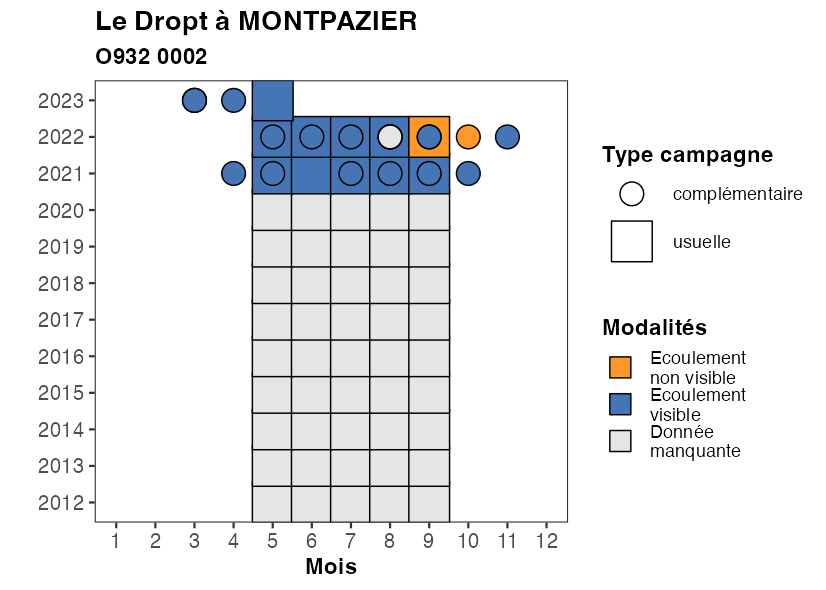 Le Dropt à MONTPAZIER
O932 0002
2023
2022
2021
2020
2019
2018
2017
2016
2015
2014
2013
2012
1 2 3 4 5 6 7 8 9 10 11 12
Mois
Type campagne
complémentaire
usuelle
Modalités
Ecoulement
non visible
Ecoulement
visible
Donnée
manquante